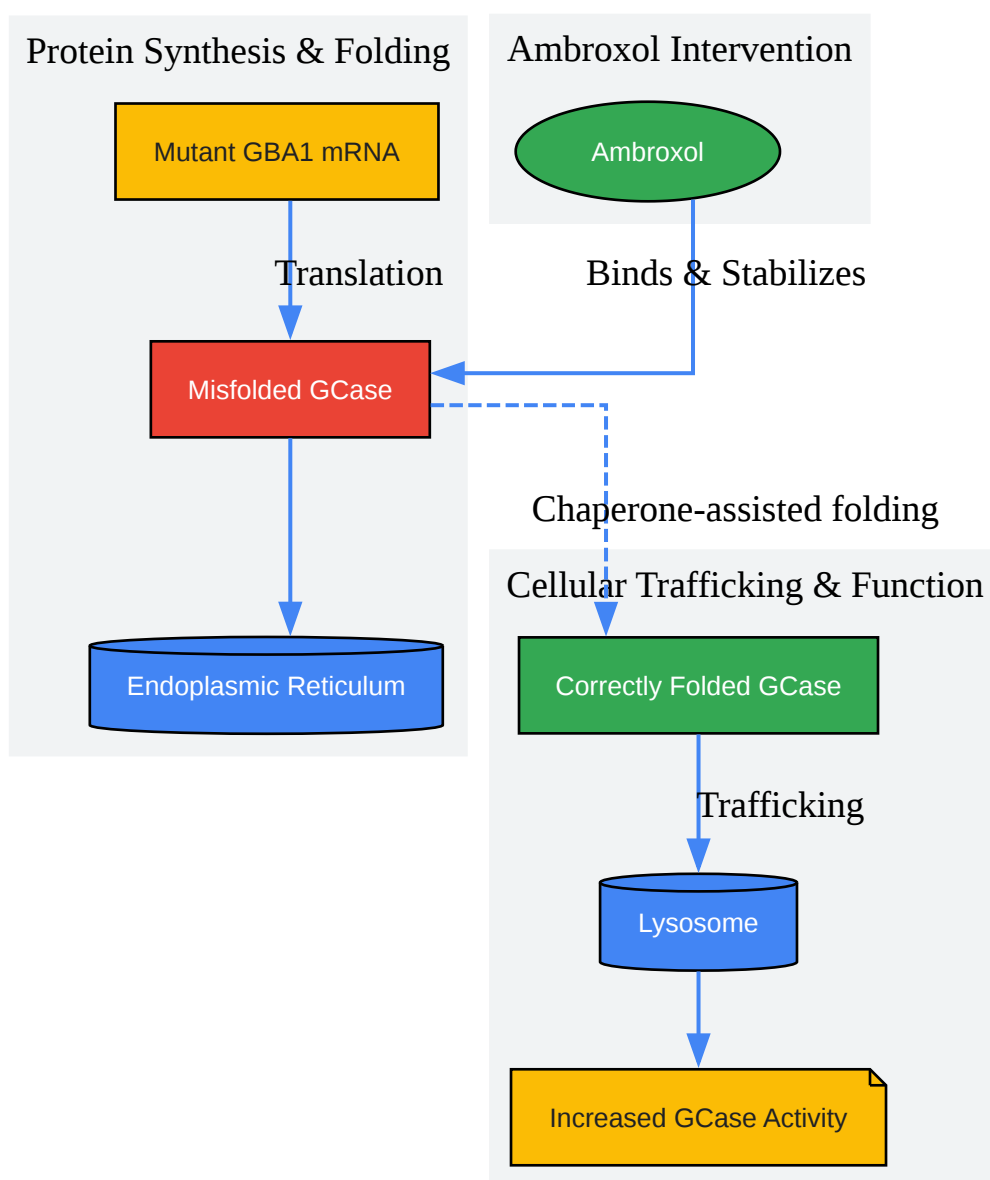 Protein Synthesis & Folding
Mutant GBA1 mRNA
Translation
Misfolded GCase
Endoplasmic Reticulum
Ambroxol Intervention
Ambroxol
Binds & Stabilizes
Chaperone-assisted folding
Cellular Trafficking & Function
Correctly Folded GCase
Trafficking
Lysosome
Increased GCase Activity